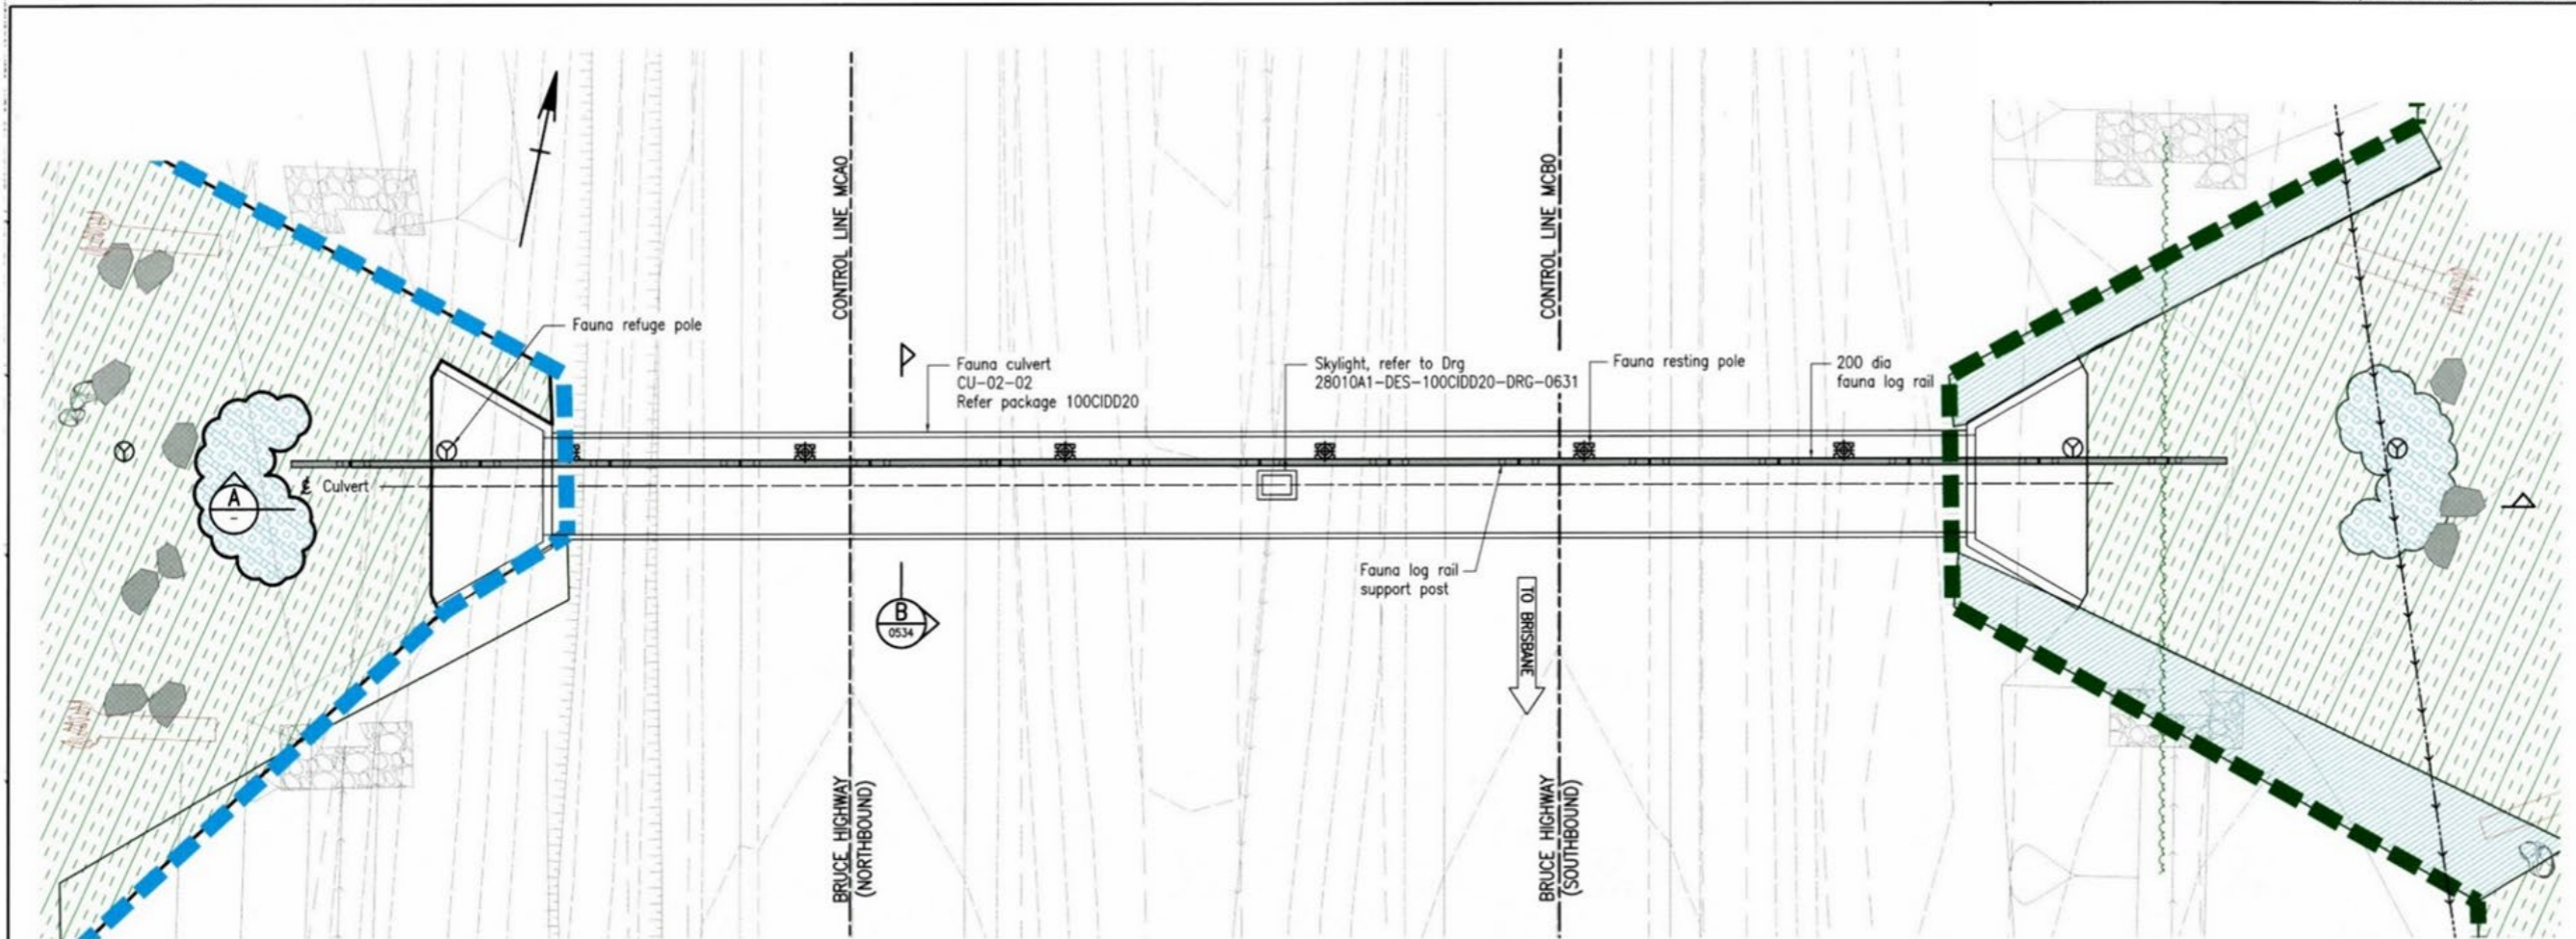 CONTROL LINE MCA0
CONTROL LINE MCB0
Fauna refuge pole
Fauna culvert
CU-02-02
Refer package 100CIDD20
Skylight, refer to Drg
28010A1-DES-100CIDD20-DRG-0631
Fauna resting pole
200 dia
fauna log rail
A
-
℄ Culvert
Fauna log rail
support post
B
0534
TO BRISBANE
BRUCE HIGHWAY
(NORTHBOUND)
BRUCE HIGHWAY
(SOUTHBOUND)